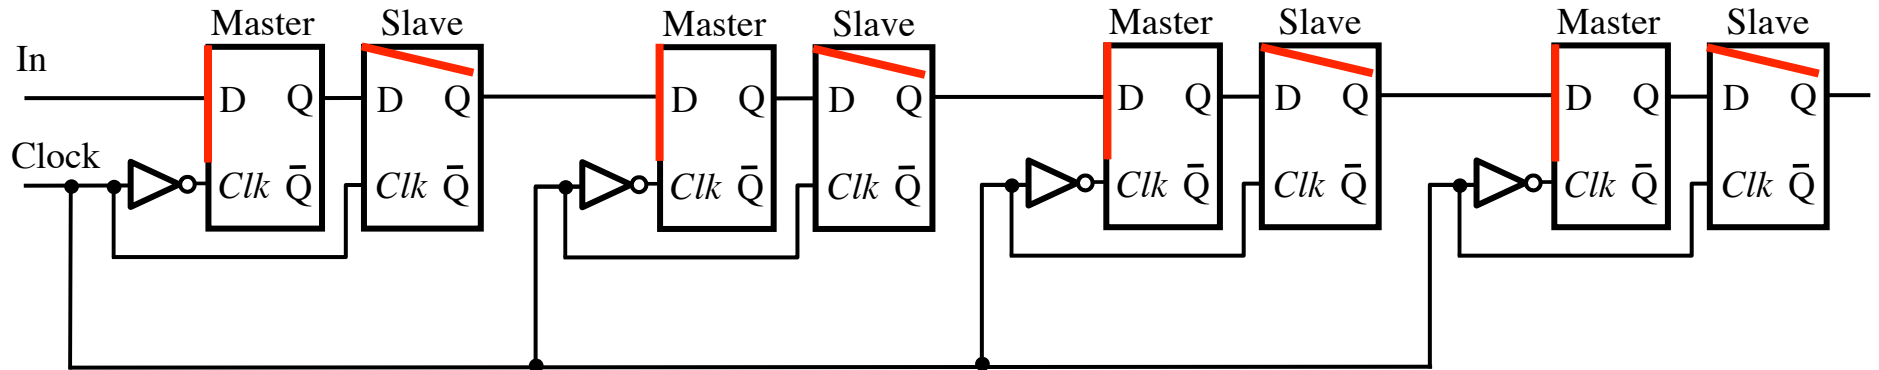 Master Slave Master Slave Master Slave Master Slave
In
D Q D Q D Q D Q D Q D Q D Q D Q
Clock
Clk Q̄ Clk Q̄ Clk Q̄ Clk Q̄ Clk Q̄ Clk Q̄ Clk Q̄ Clk Q̄